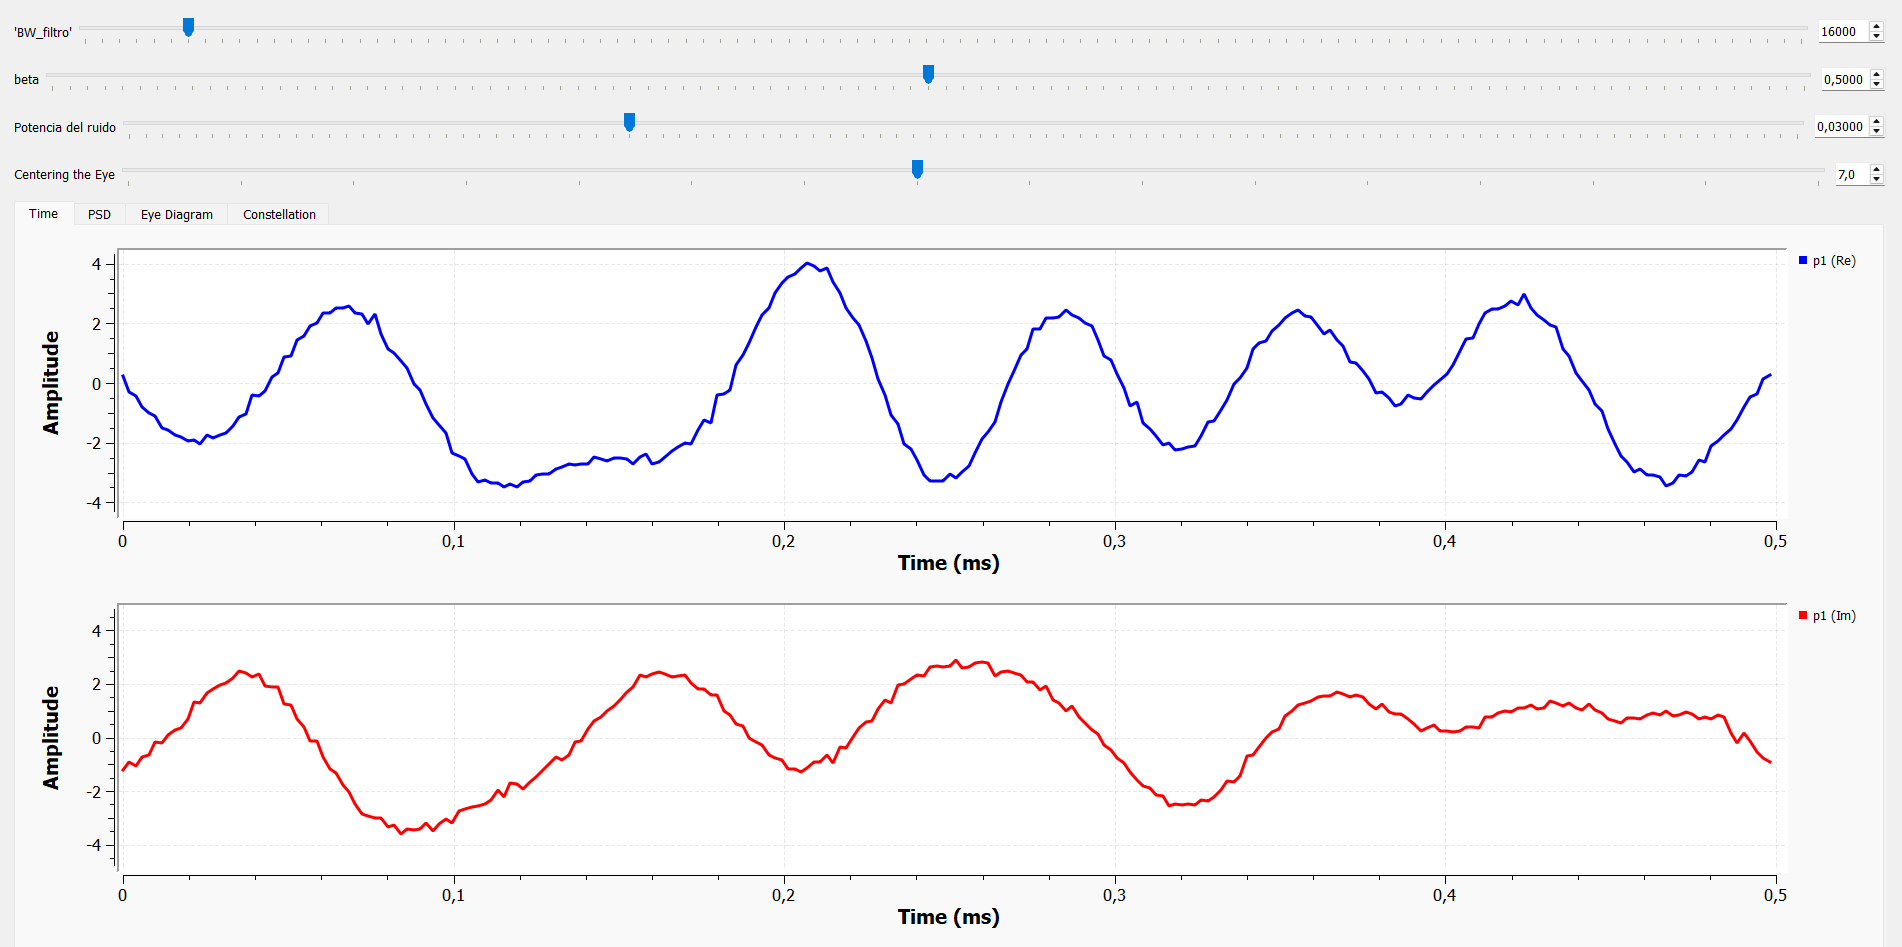 'BW_filtro' 16000
beta 0,5000
Potencia del ruido 0,03000
Centering the Eye 7,0
Time PSD Eye Diagram Constellation
p1 (Re)
Amplitude
4
2
0
-2
-4
0 0,1 0,2 0,3 0,4 0,5
Time (ms)
p1 (Im)
Amplitude
4
2
0
-2
-4
0 0,1 0,2 0,3 0,4 0,5
Time (ms)